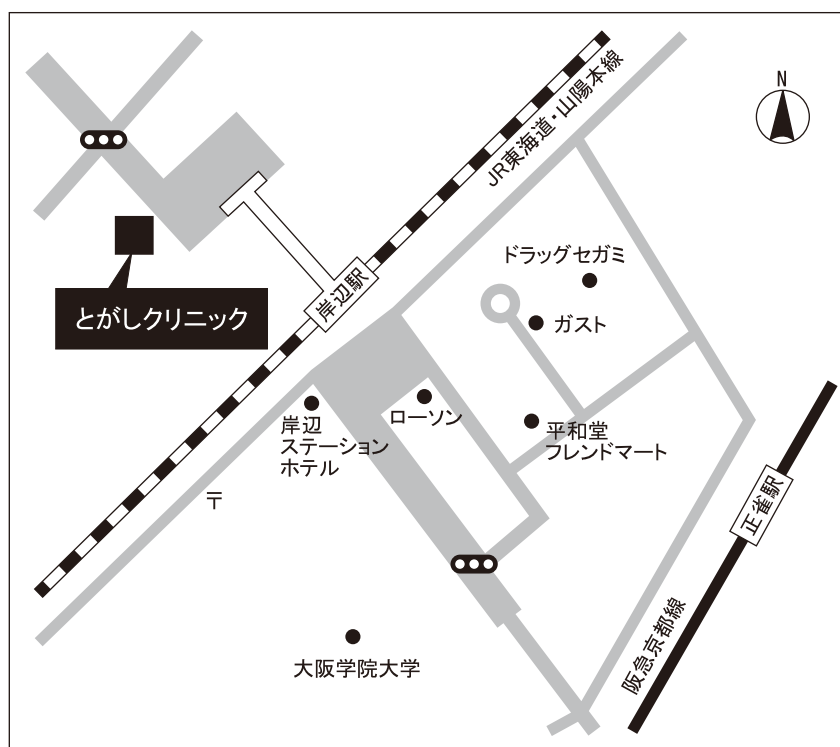 N
JR東海道・山陽本線
岸辺駅
とがしクリニック
ドラッグセガミ
ガスト
ローソン
岸辺
ステーション
ホテル
平和堂
フレンドマート
〒
正雀駅
阪急京都線
大阪学院大学